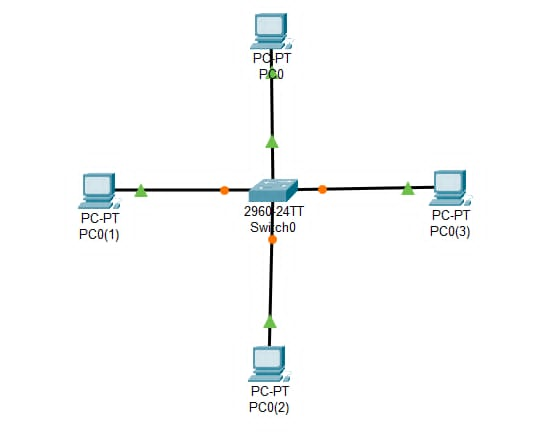 PC-PT
PC0
PC-PT
PC0(1)
2960-24TT
Switch0
PC-PT
PC0(3)
PC-PT
PC0(2)